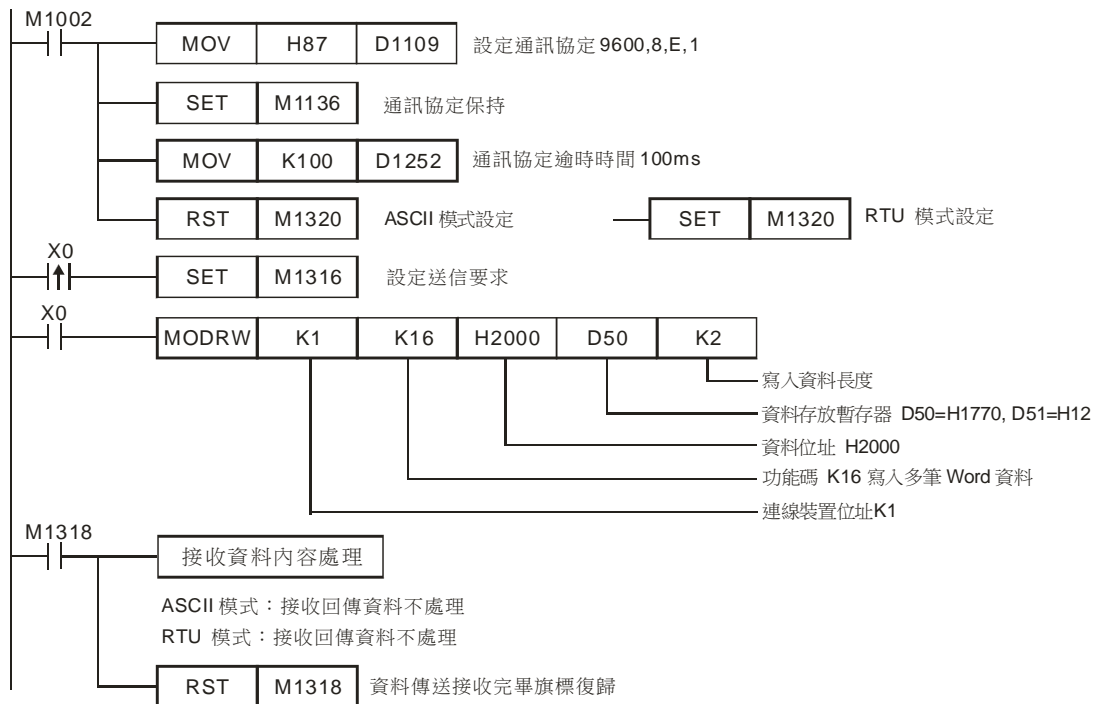 M1002
MOV H87 D1109 設定通訊協定 9600,8,E,1
SET M1136 通訊協定保持
MOV K100 D1252 通訊協定逾時時間 100ms
RST M1320 ASCII 模式設定 SET M1320 RTU 模式設定
X0
SET M1316 設定送信要求
X0
MODRW K1 K16 H2000 D50 K2
寫入資料長度
資料存放暫存器 D50=H1770, D51=H12
資料位址 H2000
功能碼 K16 寫入多筆 Word 資料
連線裝置位址K1
M1318
接收資料內容處理
ASCII 模式：接收回傳資料不處理
RTU 模式：接收回傳資料不處理
RST M1318 資料傳送接收完畢旗標復歸